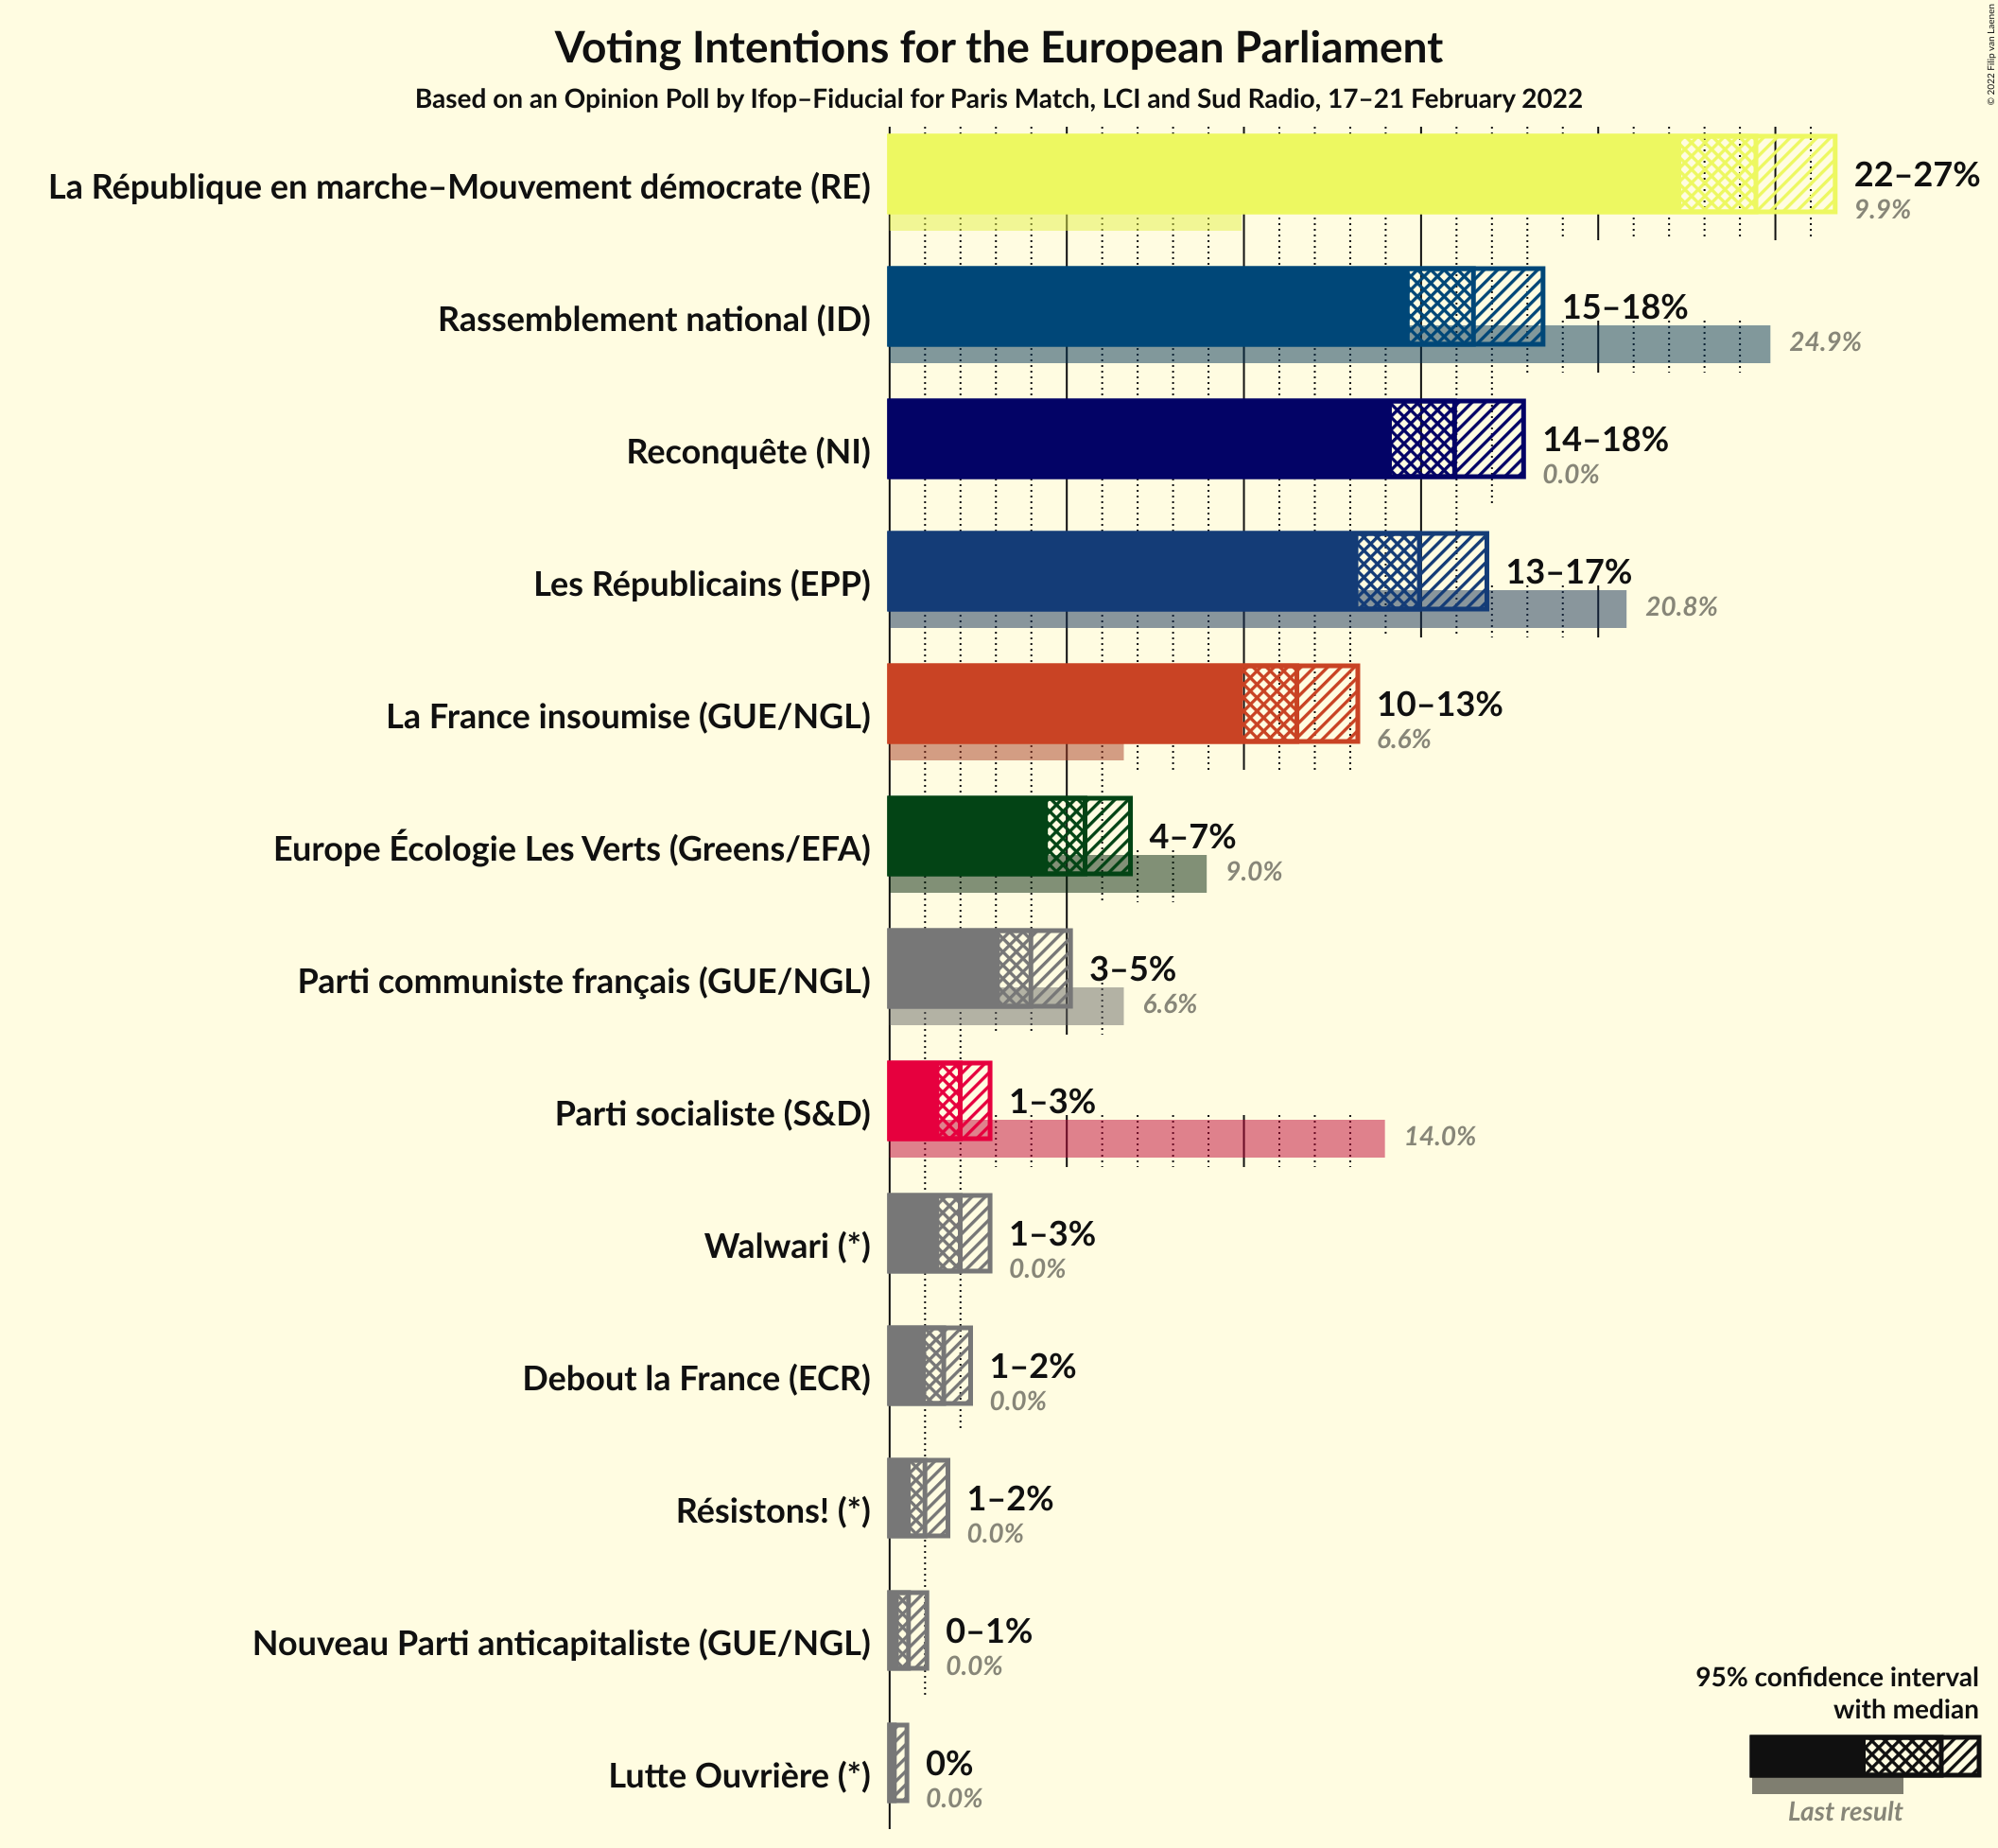 Voting Intentions for the European Parliament
Based on an Opinion Poll by Ifop–Fiducial for Paris Match, LCI and Sud Radio, 17–21 February 2022
© 2022 Filip van Laenen
La République en marche–Mouvement démocrate (RE)
22–27%
9.9%
Rassemblement national (ID)
15–18%
24.9%
Reconquête (NI)
14–18%
0.0%
Les Républicains (EPP)
13–17%
20.8%
La France insoumise (GUE/NGL)
10–13%
6.6%
Europe Écologie Les Verts (Greens/EFA)
4–7%
9.0%
Parti communiste français (GUE/NGL)
3–5%
6.6%
Parti socialiste (S&D)
1–3%
14.0%
Walwari (*)
1–3%
0.0%
Debout la France (ECR)
1–2%
0.0%
Résistons! (*)
1–2%
0.0%
Nouveau Parti anticapitaliste (GUE/NGL)
0–1%
0.0%
Lutte Ouvrière (*)
0%
0.0%
95% confidence interval
with median
Last result